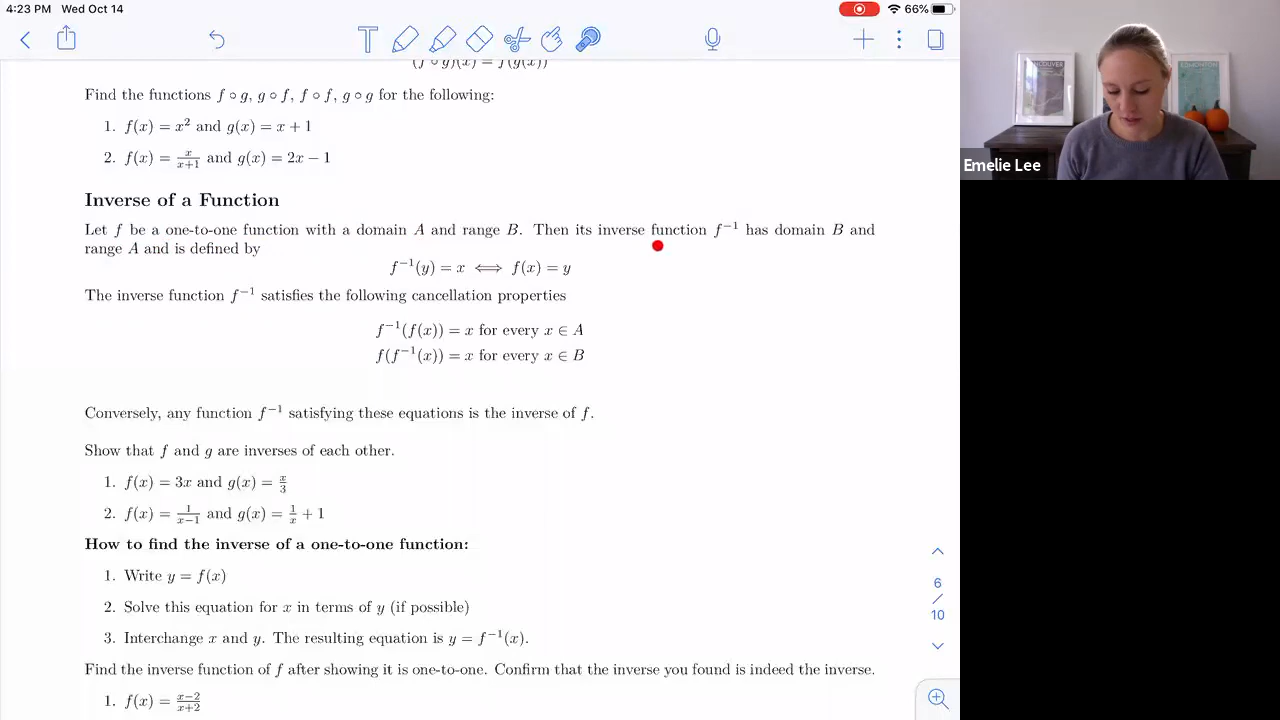 4:23 PM Wed Oct 14
66%
(f ∘ g)(x) = f(g(x))
Find the functions f ∘ g, g ∘ f, f ∘ f, g ∘ g for the following:
1. f(x) = x² and g(x) = x + 1
2. f(x) = x/(x+1) and g(x) = 2x − 1
Inverse of a Function
Let f be a one-to-one function with a domain A and range B. Then its inverse function f⁻¹ has domain B and
range A and is defined by
f⁻¹(y) = x ⟺ f(x) = y
The inverse function f⁻¹ satisfies the following cancellation properties
f⁻¹(f(x)) = x for every x ∈ A
f(f⁻¹(x)) = x for every x ∈ B
Conversely, any function f⁻¹ satisfying these equations is the inverse of f.
Show that f and g are inverses of each other.
1. f(x) = 3x and g(x) = x/3
2. f(x) = 1/(x−1) and g(x) = 1/x + 1
How to find the inverse of a one-to-one function:
1. Write y = f(x)
2. Solve this equation for x in terms of y (if possible)
3. Interchange x and y. The resulting equation is y = f⁻¹(x).
Find the inverse function of f after showing it is one-to-one. Confirm that the inverse you found is indeed the inverse.
1. f(x) = (x−2)/(x+2)
6
/
10
VANCOUVER
EDMONTON
Emelie Lee